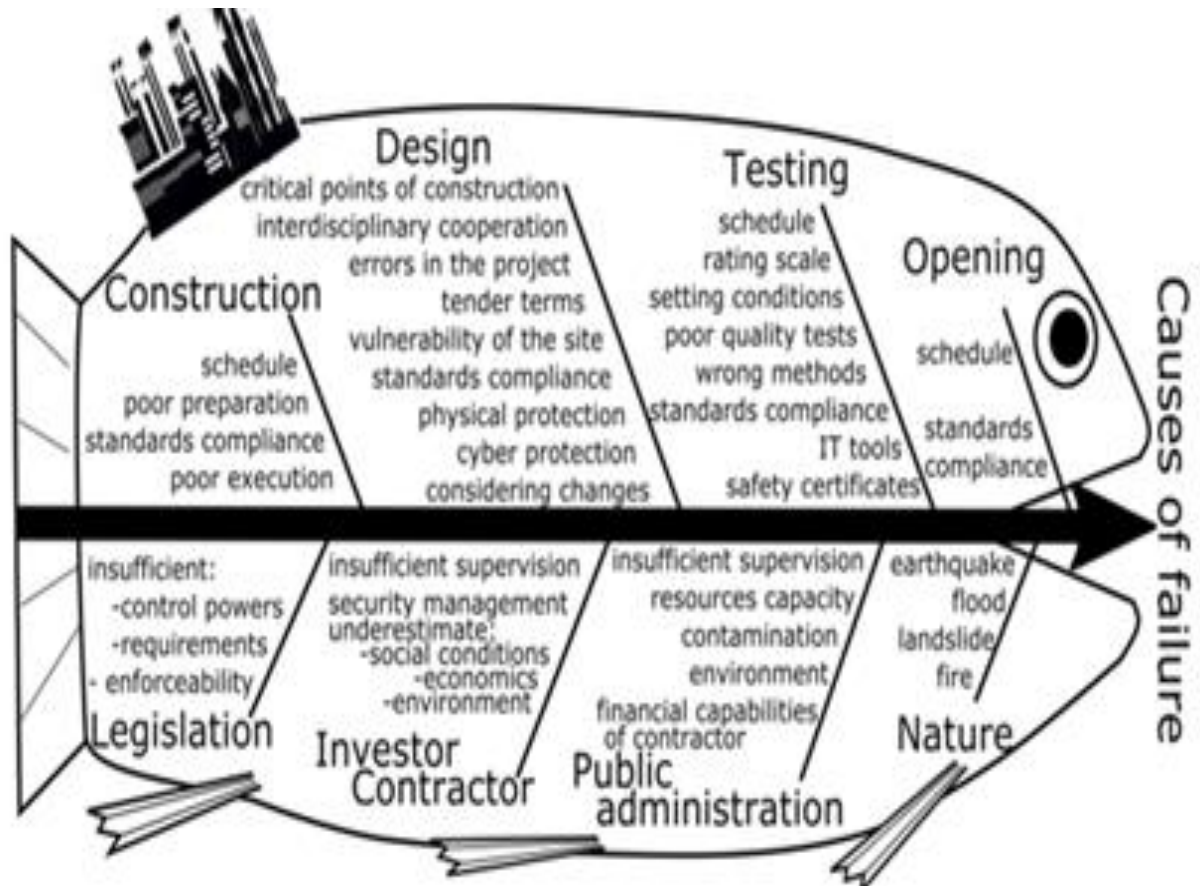 Design
critical points of construction
interdisciplinary cooperation
errors in the project
tender terms
vulnerability of the site
standards compliance
physical protection
cyber protection
considering changes
Testing
schedule
rating scale
setting conditions
poor quality tests
wrong methods
standards compliance
IT tools
safety certificates
Opening
schedule
standards
compliance
Construction
schedule
poor preparation
standards compliance
poor execution
Causes of failure
insufficient:
-control powers
-requirements
- enforceability
Legislation
insufficient supervision
security management
underestimate:
-social conditions
-economics
-environment
Investor
Contractor
insufficient supervision
resources capacity
contamination
environment
financial capabilities
of contractor
Public
administration
earthquake
flood
landslide
fire
Nature